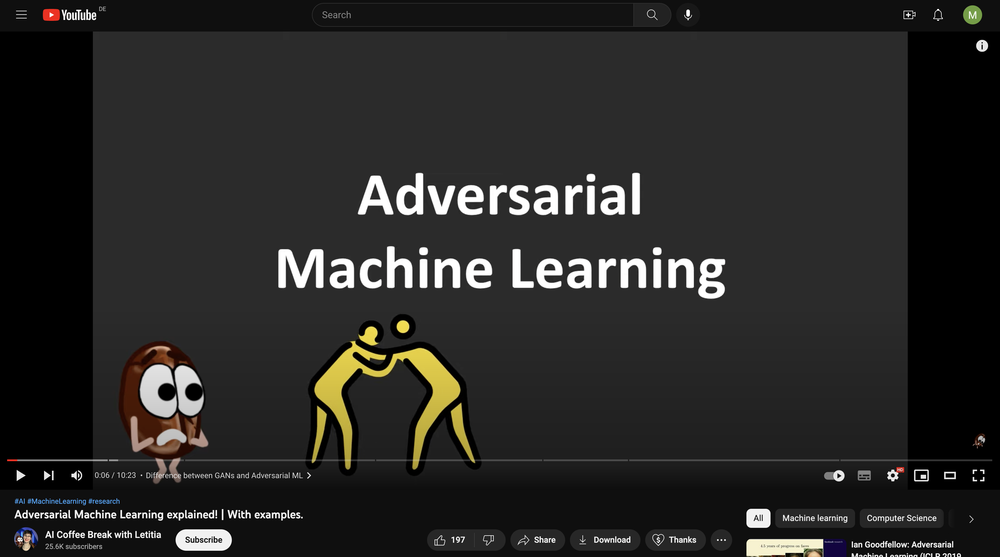 YouTube DE
Search
M
Adversarial
Machine Learning
0:06 / 10:23 • Difference between GANs and Adversarial ML
HD
#AI #MachineLearning #research
Adversarial Machine Learning explained! | With examples.
AI Coffee Break with Letitia
25.6K subscribers
Subscribe
197
Share
Download
Thanks
All
Machine learning
Computer Science
4.5 years of progress on faces
facebook research
Ian Goodfellow: Adversarial
Machine Learning (ICLR 2019